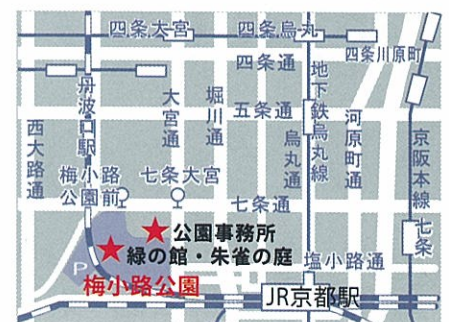 四条大宮
四条烏丸
四条川原町
四条通
丹波口駅
大宮通
堀川通
五条通
烏丸通
地下鉄烏丸線
河原町通
京阪本線
七条
西大路通
梅小路
公園前
七条大宮
七条通
公園事務所
緑の館・朱雀の庭
塩小路通
P
梅小路公園
JR京都駅